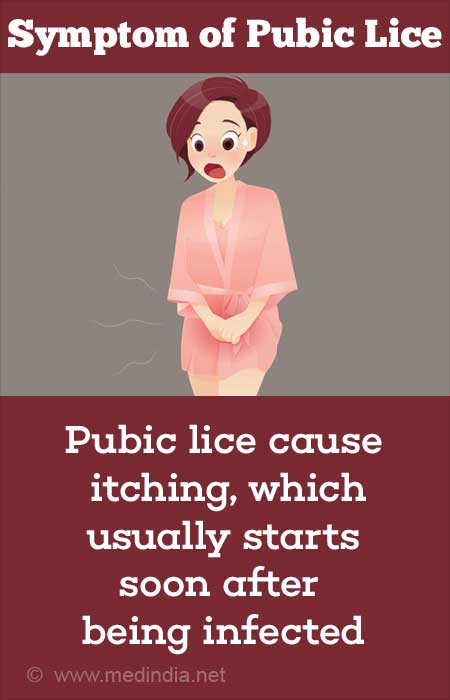 Symptom of Pubic Lice
Pubic lice cause
itching, which
usually starts
soon after
being infected
© www.medindia.net